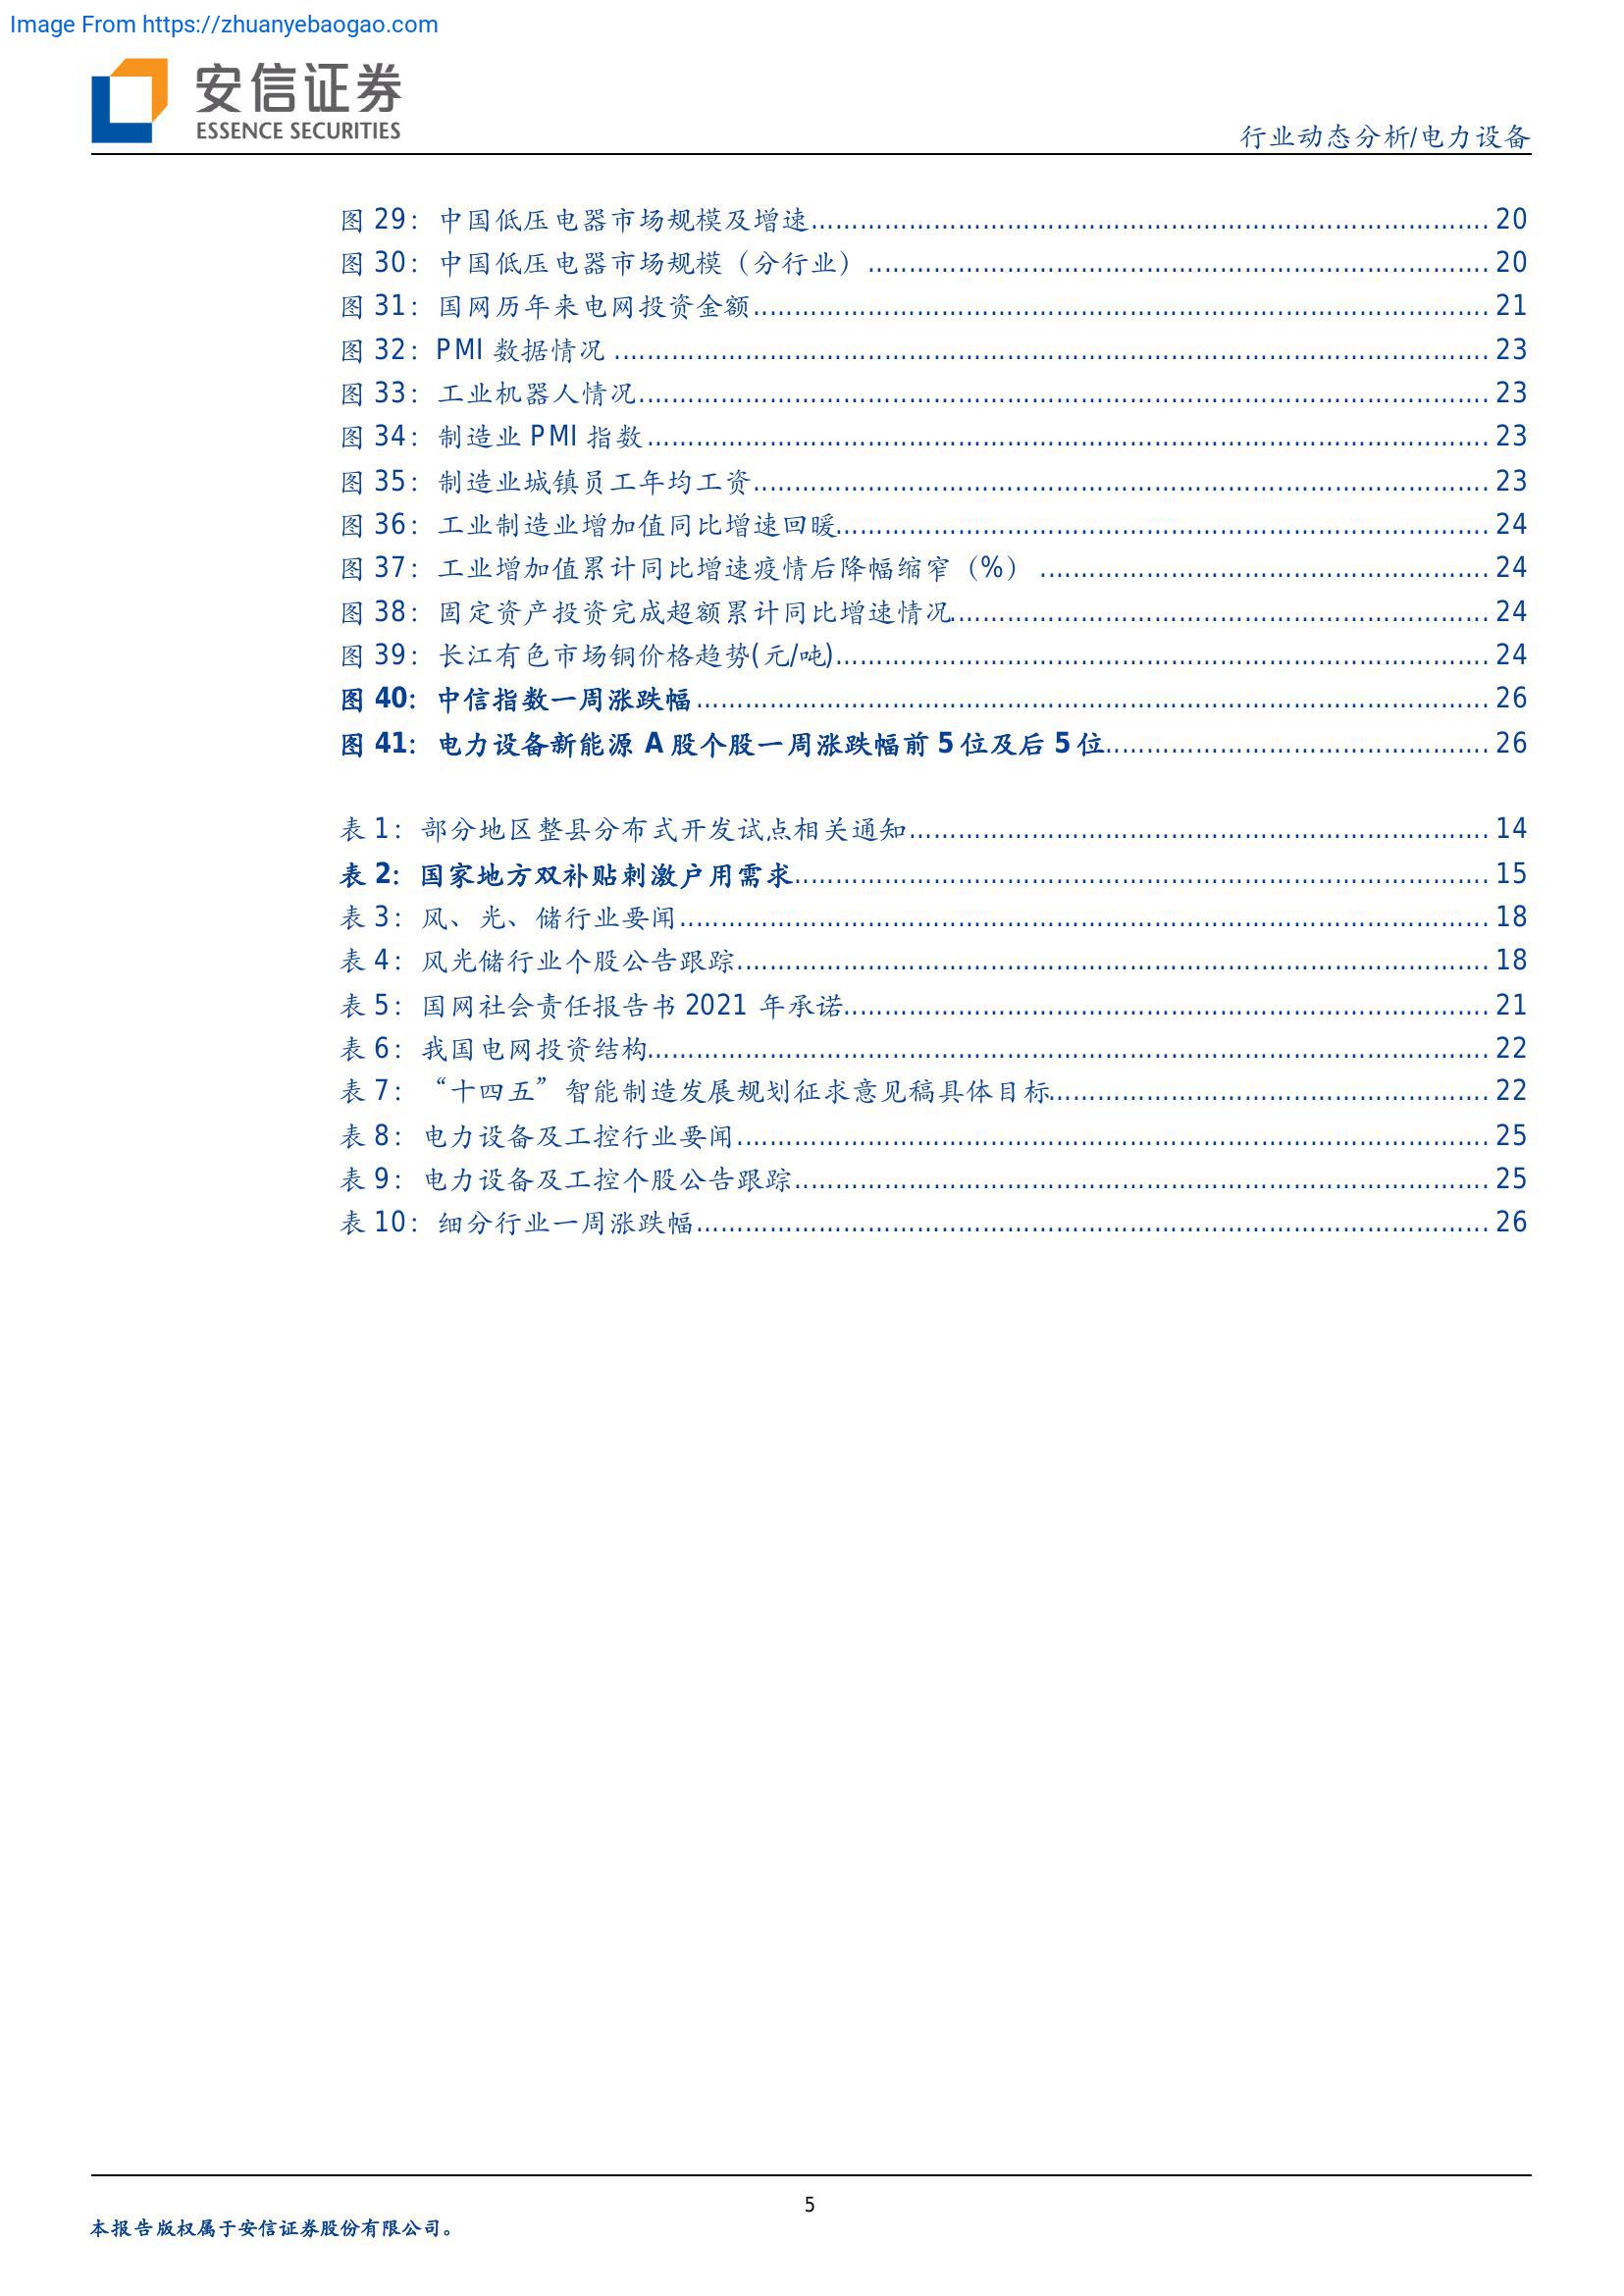 Image From https://zhuanyebaogao.com
安信证券
ESSENCE SECURITIES
行业动态分析/电力设备
图 29：中国低压电器市场规模及增速 20
图 30：中国低压电器市场规模（分行业） 20
图 31：国网历年来电网投资金额 21
图 32：PMI 数据情况 23
图 33：工业机器人情况 23
图 34：制造业 PMI 指数 23
图 35：制造业城镇员工年均工资 23
图 36：工业制造业增加值同比增速回暖 24
图 37：工业增加值累计同比增速疫情后降幅缩窄（%） 24
图 38：固定资产投资完成超额累计同比增速情况 24
图 39：长江有色市场铜价格趋势(元/吨) 24
图 40：中信指数一周涨跌幅 26
图 41：电力设备新能源 A 股个股一周涨跌幅前 5 位及后 5 位 26
表 1：部分地区整县分布式开发试点相关通知 14
表 2：国家地方双补贴刺激户用需求 15
表 3：风、光、储行业要闻 18
表 4：风光储行业个股公告跟踪 18
表 5：国网社会责任报告书 2021 年承诺 21
表 6：我国电网投资结构 22
表 7：“十四五”智能制造发展规划征求意见稿具体目标 22
表 8：电力设备及工控行业要闻 25
表 9：电力设备及工控个股公告跟踪 25
表 10：细分行业一周涨跌幅 26
5
本报告版权属于安信证券股份有限公司。